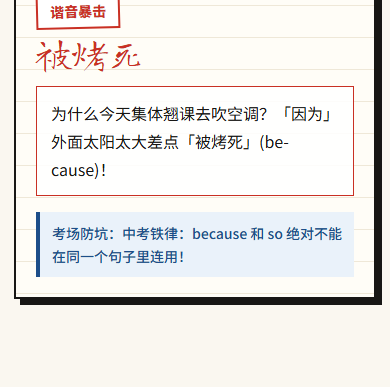 谐音暴击
被烤死
为什么今天集体翘课去吹空调？「因为」
外面太阳太大差点「被烤死」(be-
cause)！
考场防坑：中考铁律：because 和 so 绝对不能
在同一个句子里连用！